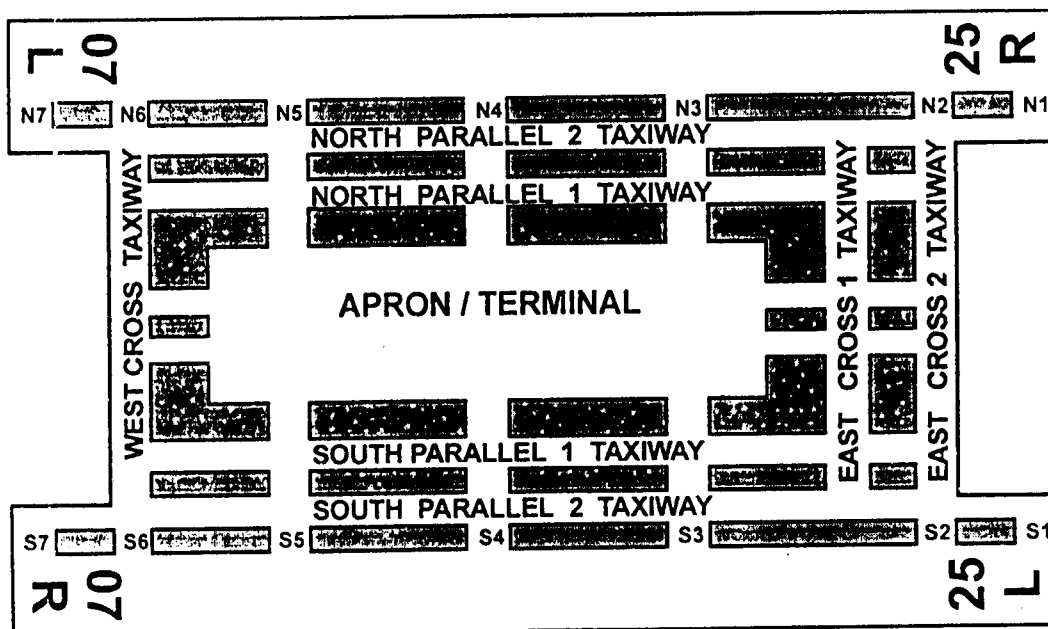 07 L
25 R
N7 N6 N5 N4 N3 N2 N1
NORTH PARALLEL 2 TAXIWAY
NORTH PARALLEL 1 TAXIWAY
WEST CROSS TAXIWAY
APRON / TERMINAL
EAST CROSS 1 TAXIWAY
EAST CROSS 2 TAXIWAY
SOUTH PARALLEL 1 TAXIWAY
SOUTH PARALLEL 2 TAXIWAY
S7 S6 S5 S4 S3 S2 S1
07 R
25 L